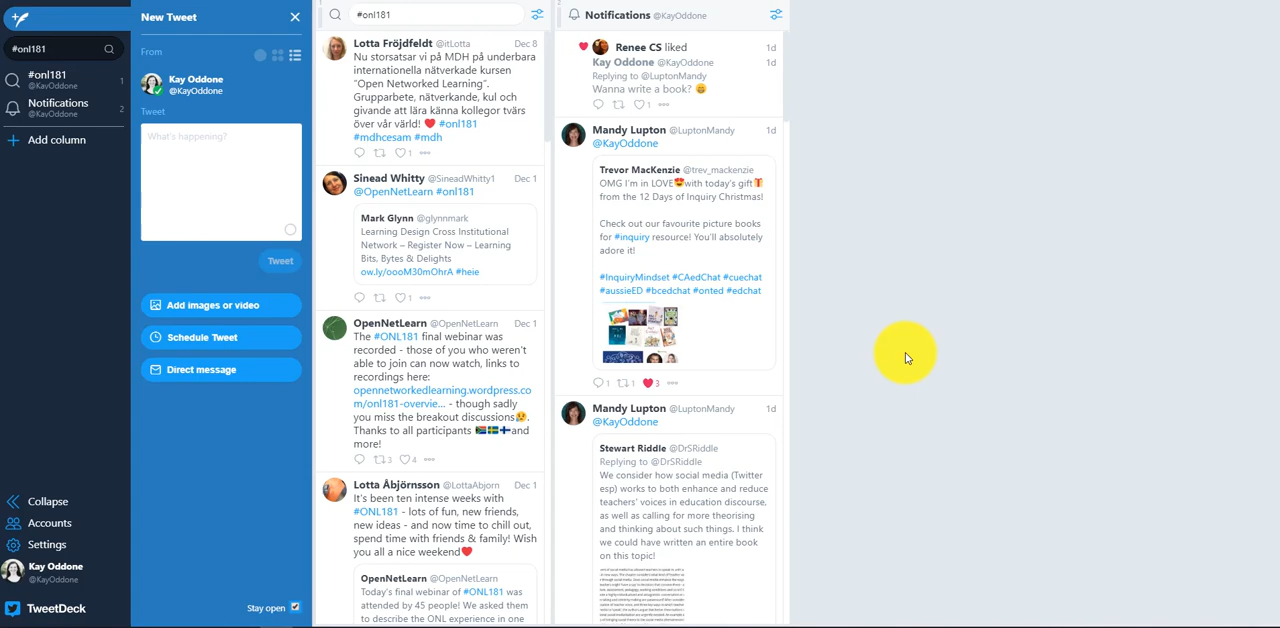 #onl181
#onl181
@KayOddone
1
Notifications
@KayOddone
2
Add column
Collapse
Accounts
Settings
Kay Oddone
@KayOddone
TweetDeck
New Tweet
From
Kay Oddone
@KayOddone
Tweet
What's happening?
Tweet
Add images or video
Schedule Tweet
Direct message
Stay open
#onl181
Lotta Fröjdfeldt @itLotta Dec 8
Nu storsatsar vi på MDH på underbara
internationella nätverkade kursen
“Open Networked Learning”.
Grupparbete, nätverkande, kul och
givande att lära känna kollegor tvärs
över vår värld! ❤️ #onl181
#mdhcesam #mdh
1
Sinead Whitty @SineadWhitty1 Dec 1
@OpenNetLearn #onl181
Mark Glynn @glynnmark
Learning Design Cross Institutional
Network – Register Now – Learning
Bits, Bytes & Delights
ow.ly/oooM30mOhrA #heie
1
OpenNetLearn @OpenNetLearn Dec 1
The #ONL181 final webinar was
recorded - those of you who weren't
able to join can now watch, links to
recordings here:
opennetworkedlearning.wordpress.co
m/onl181-overvie... - though sadly
you miss the breakout discussions😥.
Thanks to all participants 🇿🇦🇸🇪🇫🇮and
more!
3 4
Lotta Åbjörnsson @LottaAbjorn Dec 1
It's been ten intense weeks with
#ONL181 - lots of fun, new friends,
new ideas - and now time to chill out,
spend time with friends & family! Wish
you all a nice weekend❤️
OpenNetLearn @OpenNetLearn
Today's final webinar of #ONL181 was
attended by 45 people! We asked them
to describe the ONL experience in one
Notifications @KayOddone
Renee CS liked 1d
Kay Oddone @KayOddone 1d
Replying to @LuptonMandy
Wanna write a book? 😄
1
Mandy Lupton @LuptonMandy 1d
@KayOddone
Trevor MacKenzie @trev_mackenzie
OMG I'm in LOVE😍with today's gift🎁
from the 12 Days of Inquiry Christmas!
Check out our favourite picture books
for #inquiry resource! You'll absolutely
adore it!
#InquiryMindset #CAedChat #cuechat
#aussieED #bcedchat #onted #edchat
1 1 3
Mandy Lupton @LuptonMandy 1d
@KayOddone
Stewart Riddle @DrSRiddle
Replying to @DrSRiddle
We consider how social media (Twitter
esp) works to both enhance and reduce
teachers' voices in education discourse,
as well as calling for more theorising
and thinking about such things. I think
we could have written an entire book
on this topic!